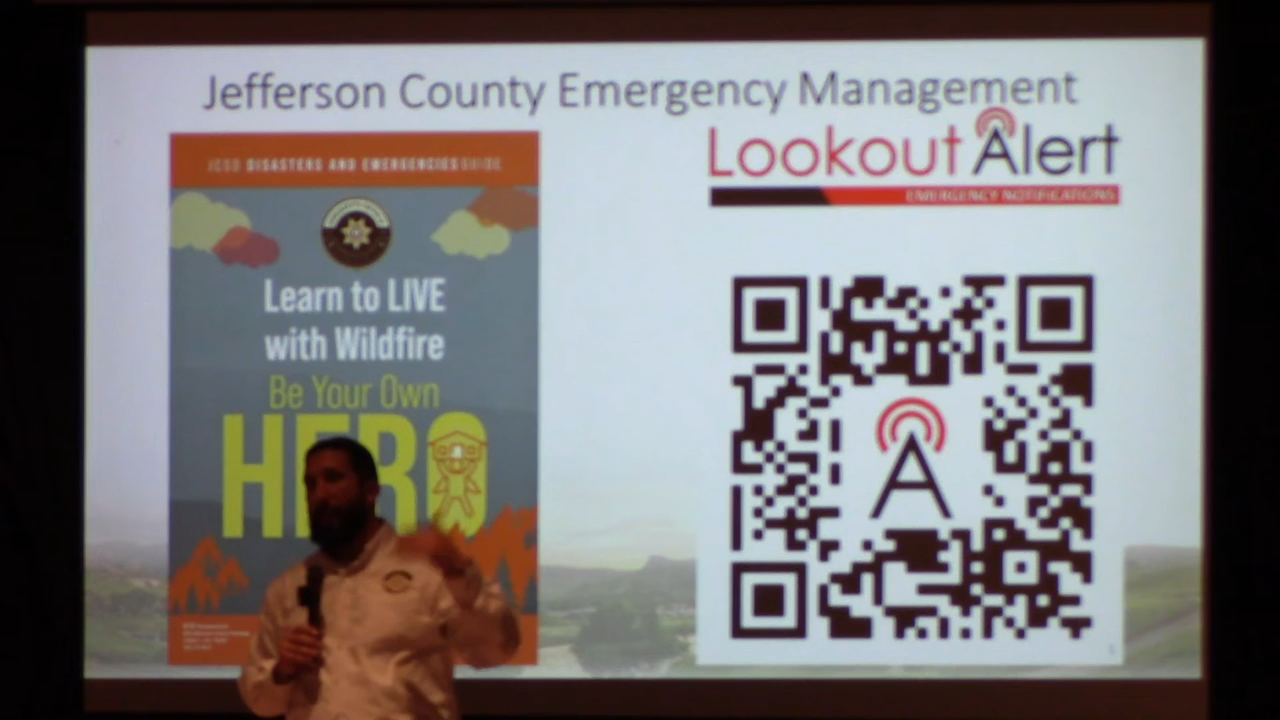 Jefferson County Emergency Management
Lookout Alert
EMERGENCY NOTIFICATIONS
JCSO DISASTERS AND EMERGENCIES GUIDE
Learn to LIVE
with Wildfire
Be Your Own
HERO
A